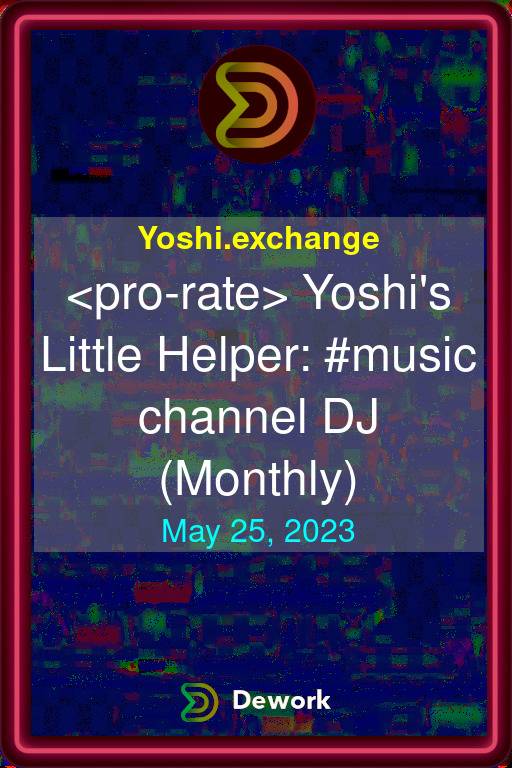 Yoshi.exchange
<pro-rate> Yoshi's
Little Helper: #music
channel DJ
(Monthly)
May 25, 2023
Dework